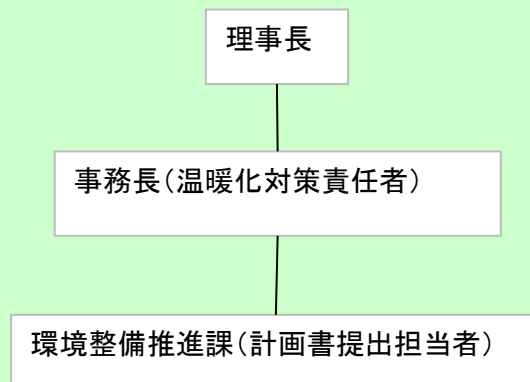 理事長
事務長（温暖化対策責任者）
環境整備推進課（計画書提出担当者）